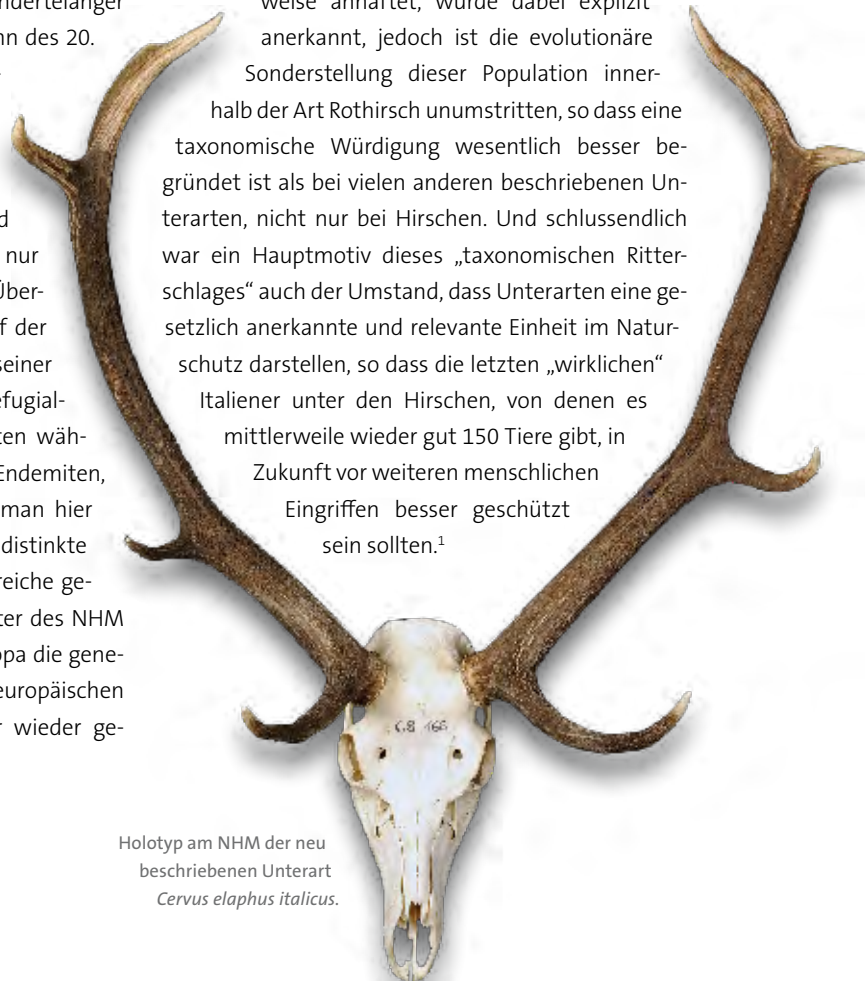 ndertelanger
nn des 20.
d
nur
Über-
f der
seiner
efugial-
ten wäh-
Endemiten,
man hier
distinkte
reiche ge-
ter des NHM
opa die gene-
europäischen
r wieder ge-
weise anhaftet, wurde dabei explizit
anerkannt, jedoch ist die evolutionäre
Sonderstellung dieser Population inner-
halb der Art Rothirsch unumstritten, so dass eine
taxonomische Würdigung wesentlich besser be-
gründet ist als bei vielen anderen beschriebenen Un-
terarten, nicht nur bei Hirschen. Und schlussendlich
war ein Hauptmotiv dieses „taxonomischen Ritter-
schlages“ auch der Umstand, dass Unterarten eine ge-
setzlich anerkannte und relevante Einheit im Natur-
schutz darstellen, so dass die letzten „wirklichen“
Italiener unter den Hirschen, von denen es
mittlerweile wieder gut 150 Tiere gibt, in
Zukunft vor weiteren menschlichen
Eingriffen besser geschützt
sein sollten.¹
Holotyp am NHM der neu
beschriebenen Unterart
Cervus elaphus italicus.